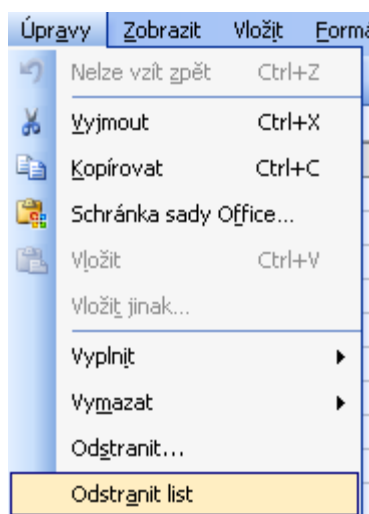 Úpravy Zobrazit Vložit Formá
Nelze vzít zpět Ctrl+Z
Vyjmout Ctrl+X
Kopírovat Ctrl+C
Schránka sady Office...
Vložit Ctrl+V
Vložit jinak...
Vyplnit
Vymazat
Odstranit...
Odstranit list